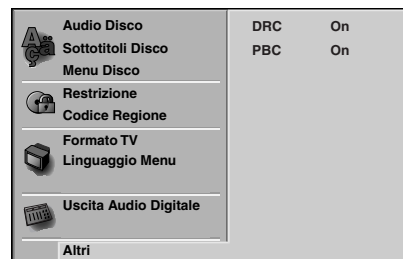 Audio Disco
Sottotitoli Disco
Menu Disco
Restrizione
Codice Regione
Formato TV
Linguaggio Menu
Uscita Audio Digitale
Altri
DRC On
PBC On
A ç a